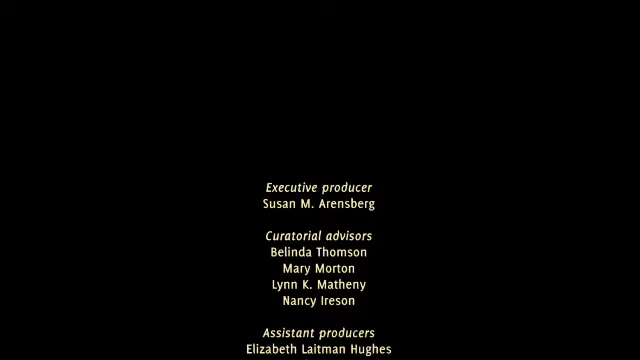 Executive producer
Susan M. Arensberg
Curatorial advisors
Belinda Thomson
Mary Morton
Lynn K. Matheny
Nancy Ireson
Assistant producers
Elizabeth Laitman Hughes